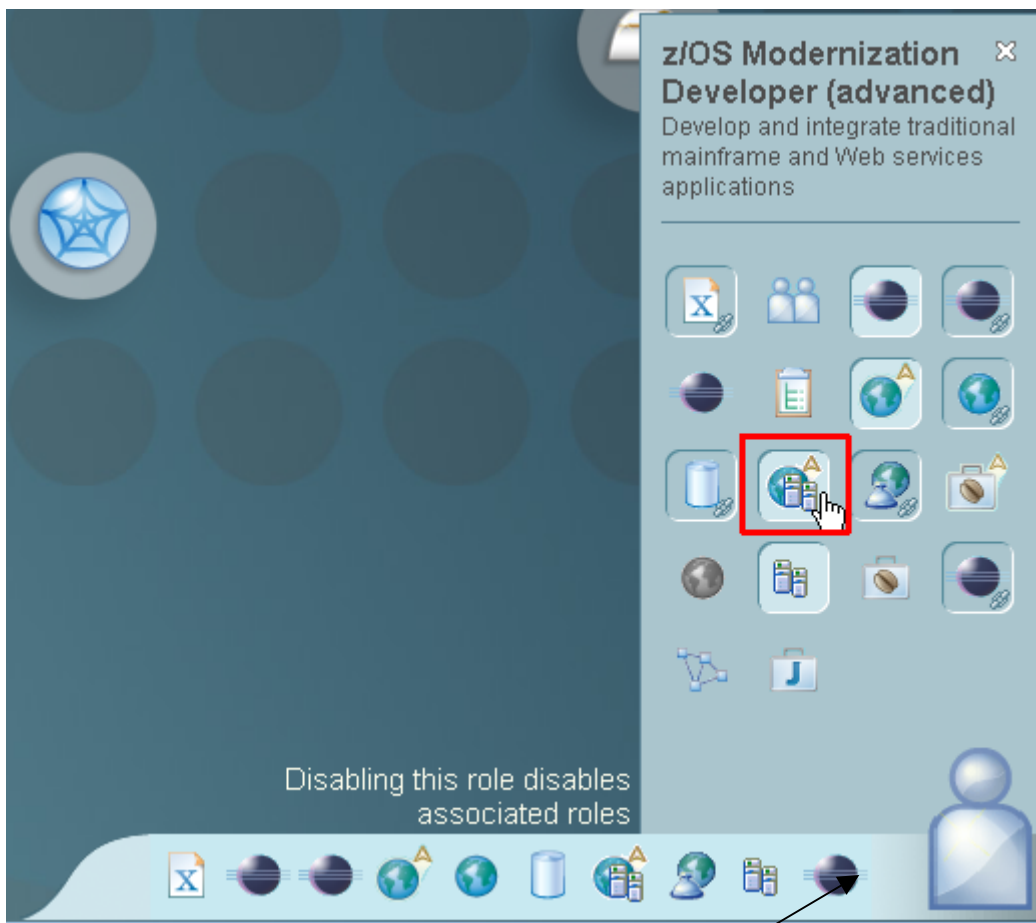 z/OS Modernization
Developer (advanced)
Develop and integrate traditional
mainframe and Web services
applications
X
J
Disabling this role disables
associated roles
X